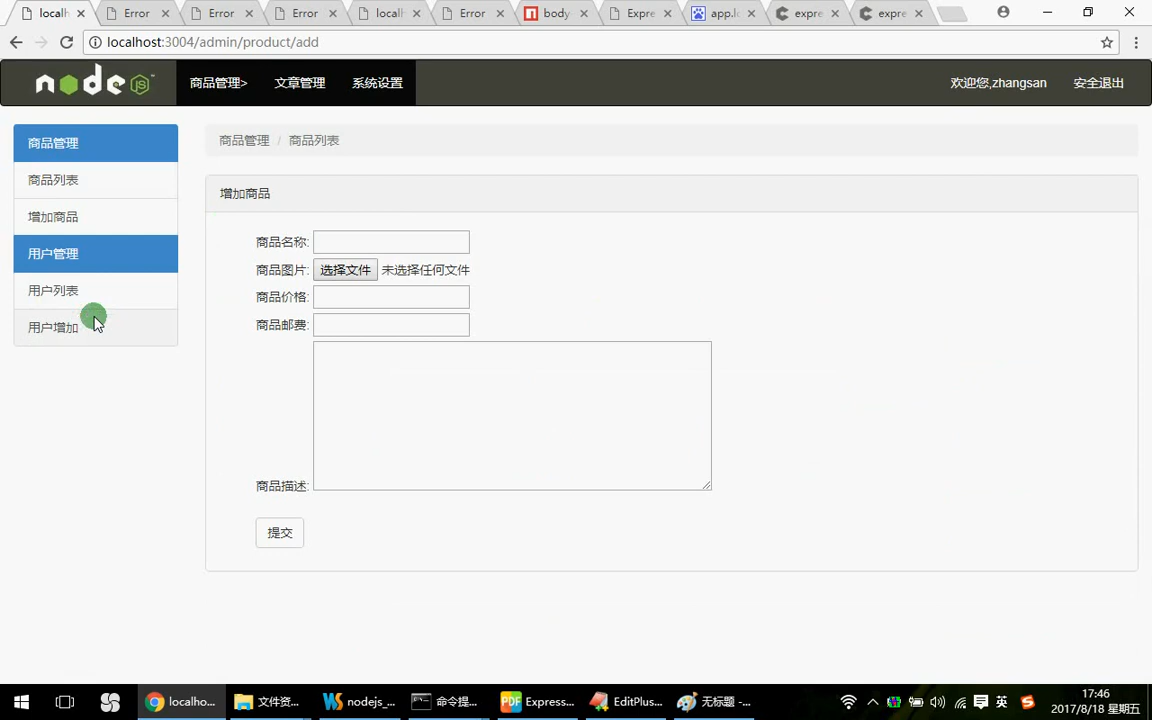 localh
Error
Error
Error
locall
Error
body
Expre
app.l
expre
expre
localhost:3004/admin/product/add
node JS
商品管理>
文章管理
系统设置
欢迎您,zhangsan
安全退出
商品管理
商品列表
增加商品
用户管理
用户列表
用户增加
商品管理 / 商品列表
增加商品
商品名称:
商品图片: 选择文件 未选择任何文件
商品价格:
商品邮费:
商品描述:
提交
localho...
文件资...
nodejs_...
命令提...
Express...
EditPlus...
无标题 -...
英
17:46
2017/8/18 星期五